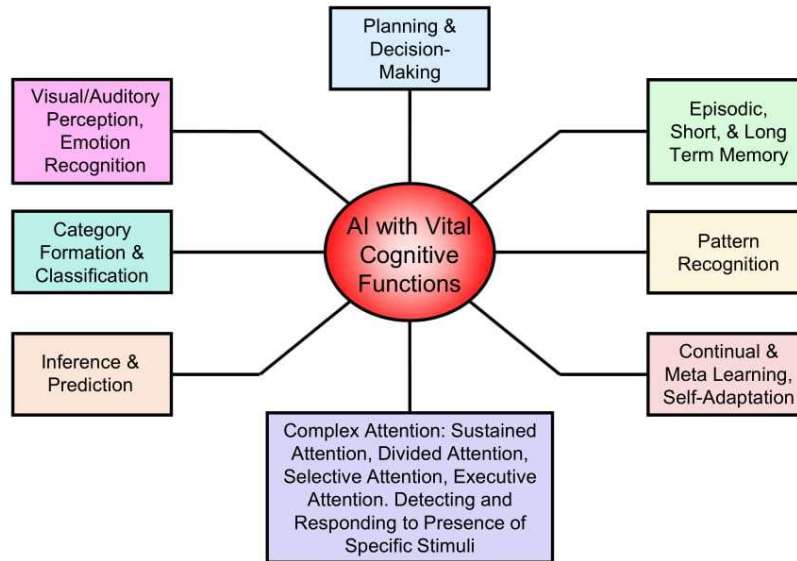 Planning &
Decision-
Making
Visual/Auditory
Perception,
Emotion
Recognition
Episodic,
Short, & Long
Term Memory
AI with Vital
Cognitive
Functions
Category
Formation &
Classification
Pattern
Recognition
Inference &
Prediction
Continual &
Meta Learning,
Self-Adaptation
Complex Attention: Sustained
Attention, Divided Attention,
Selective Attention, Executive
Attention. Detecting and
Responding to Presence of
Specific Stimuli